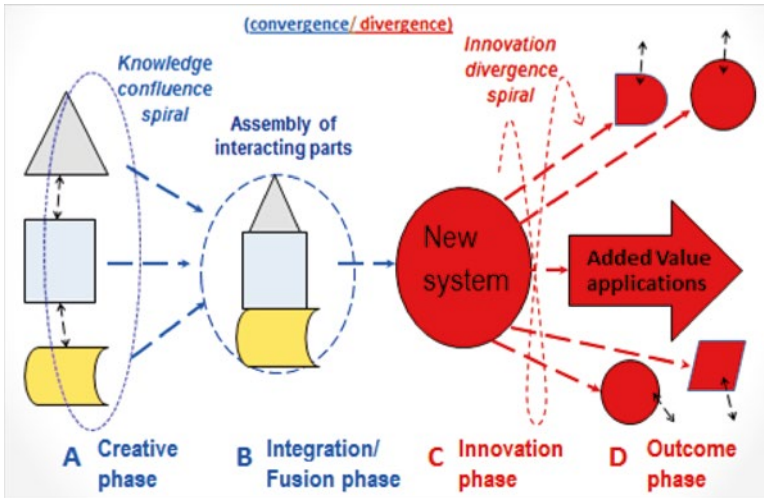 (convergence/ divergence)
Knowledge
confluence
spiral
Assembly of
interacting parts
Innovation
divergence
spiral
New
system
Added Value
applications
A Creative
phase
B Integration/
Fusion phase
C Innovation
phase
D Outcome
phase